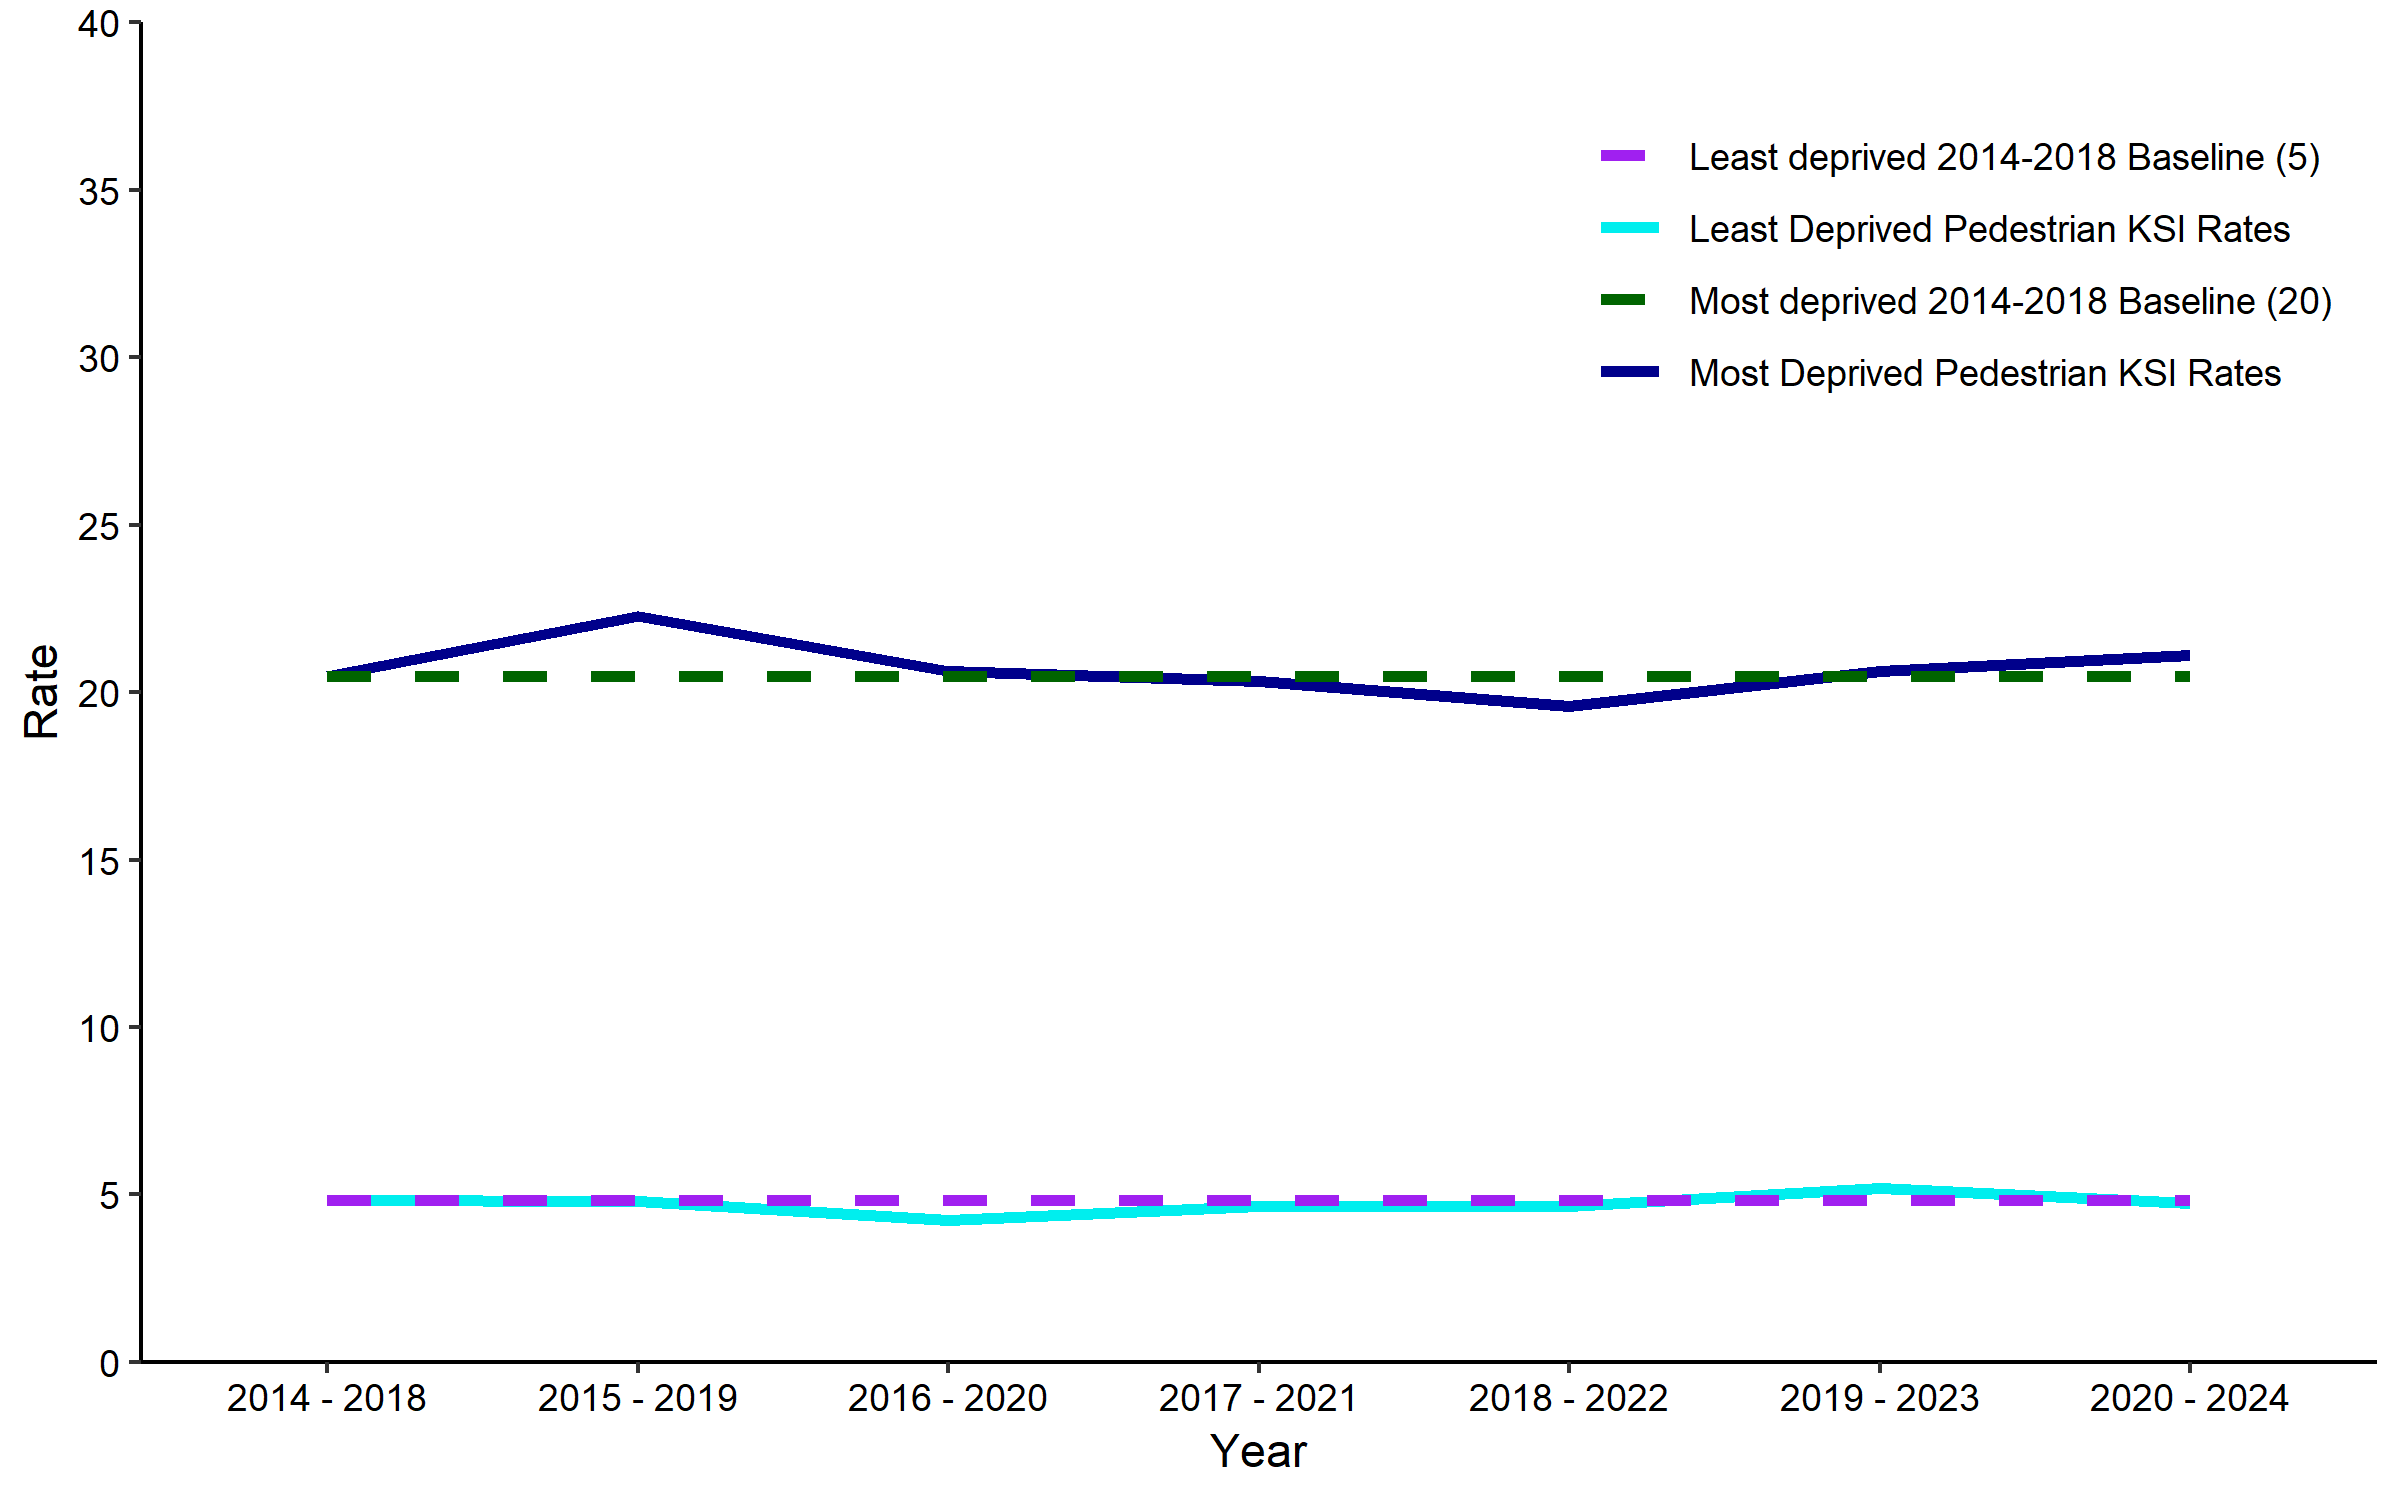 40
35
30
25
20
15
10
5
0
Rate
Least deprived 2014-2018 Baseline (5)
Least Deprived Pedestrian KSI Rates
Most deprived 2014-2018 Baseline (20)
Most Deprived Pedestrian KSI Rates
2014 - 2018 2015 - 2019 2016 - 2020 2017 - 2021 2018 - 2022 2019 - 2023 2020 - 2024
Year